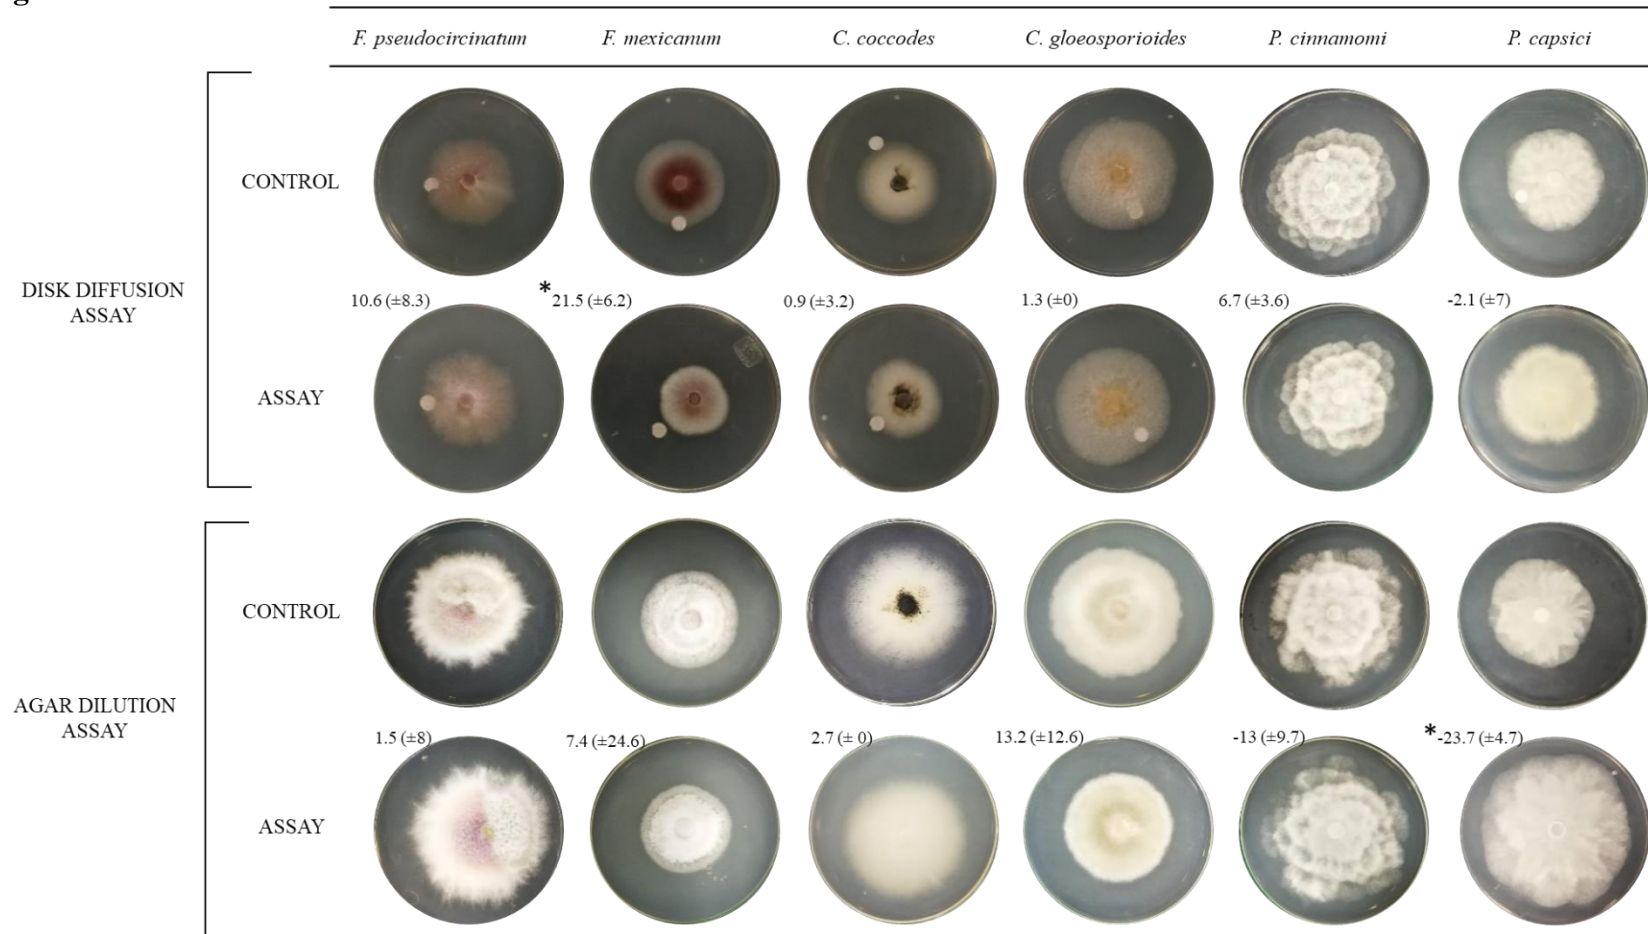 F. pseudocircinatum F. mexicanum C. coccodes C. gloeosporioides P. cinnamomi P. capsici
CONTROL
DISK DIFFUSION
ASSAY
10.6 (±8.3) *21.5 (±6.2) 0.9 (±3.2) 1.3 (±0) 6.7 (±3.6) -2.1 (±7)
ASSAY
CONTROL
AGAR DILUTION
ASSAY
1.5 (±8) 7.4 (±24.6) 2.7 (± 0) 13.2 (±12.6) -13 (±9.7) *-23.7 (±4.7)
ASSAY